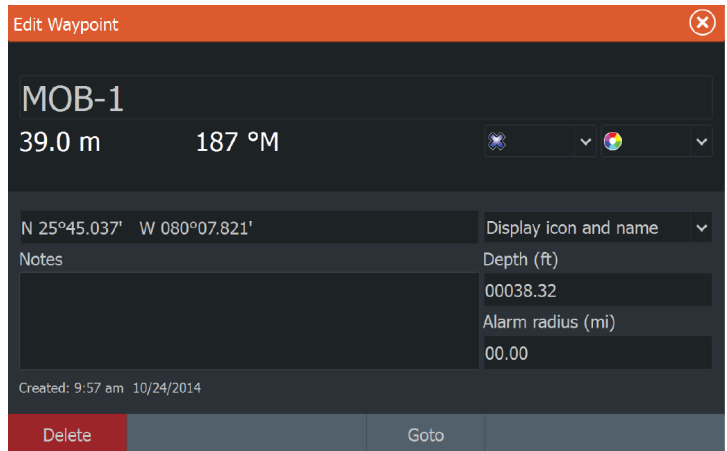 Edit Waypoint
MOB-1
39.0 m 187 °M
N 25°45.037' W 080°07.821' Display icon and name
Notes Depth (ft)
00038.32
Alarm radius (mi)
00.00
Created: 9:57 am 10/24/2014
Delete Goto